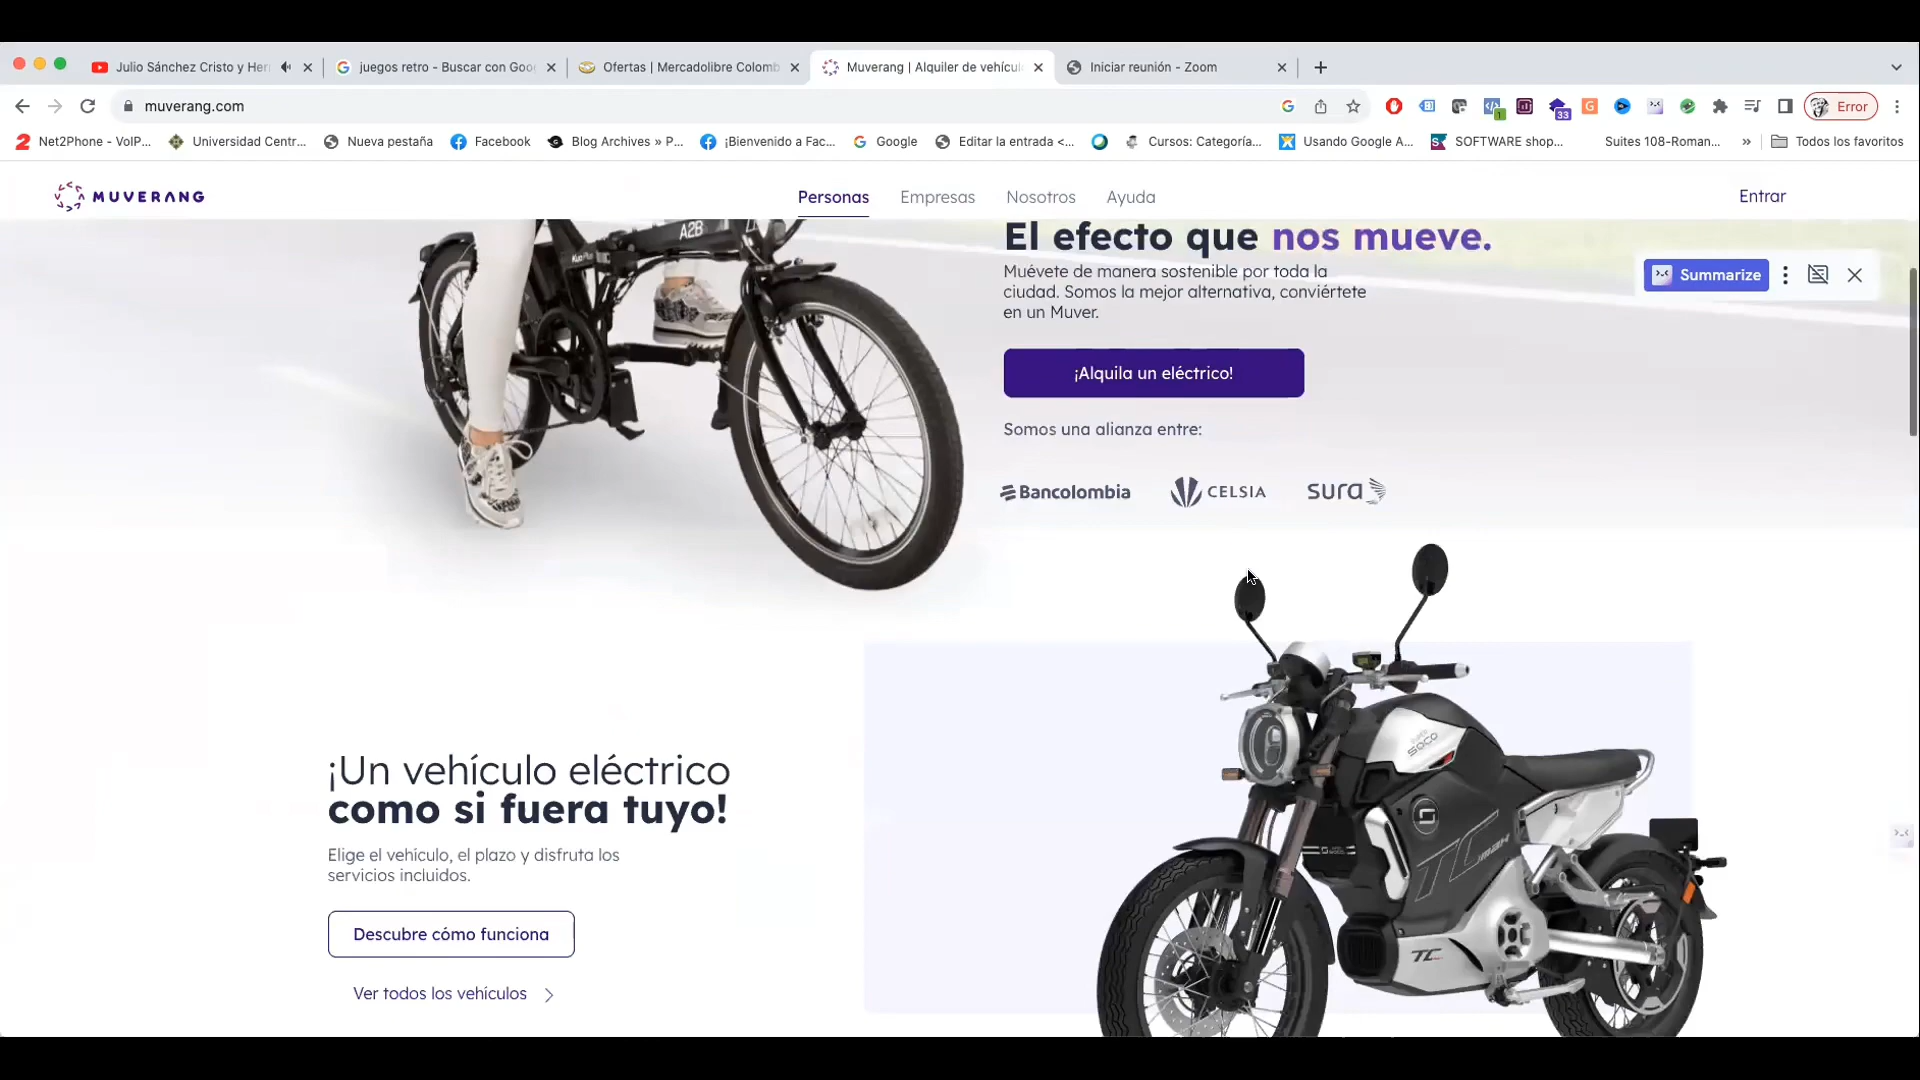 Julio Sánchez Cristo y Her
juegos retro - Buscar con Goo
Ofertas | Mercadolibre Colomb
Muverang | Alquiler de vehícul
Iniciar reunión - Zoom
muverang.com
1
33
Error
Net2Phone - VoIP...
Universidad Centr...
Nueva pestaña
Facebook
Blog Archives » P...
¡Bienvenido a Fac...
Google
Editar la entrada <...
Cursos: Categoría...
Usando Google A...
SOFTWARE shop...
Suites 108-Roman...
»
Todos los favoritos
MUVERANG
Personas
Empresas
Nosotros
Ayuda
Entrar
A2B
El efecto que nos mueve.
Muévete de manera sostenible por toda la
ciudad. Somos la mejor alternativa, conviértete
en un Muver.
Summarize
¡Alquila un eléctrico!
Somos una alianza entre:
Bancolombia
CELSIA
sura
¡Un vehículo eléctrico
como si fuera tuyo!
Elige el vehículo, el plazo y disfruta los
servicios incluidos.
Descubre cómo funciona
Ver todos los vehículos
SOCO
TC
TC